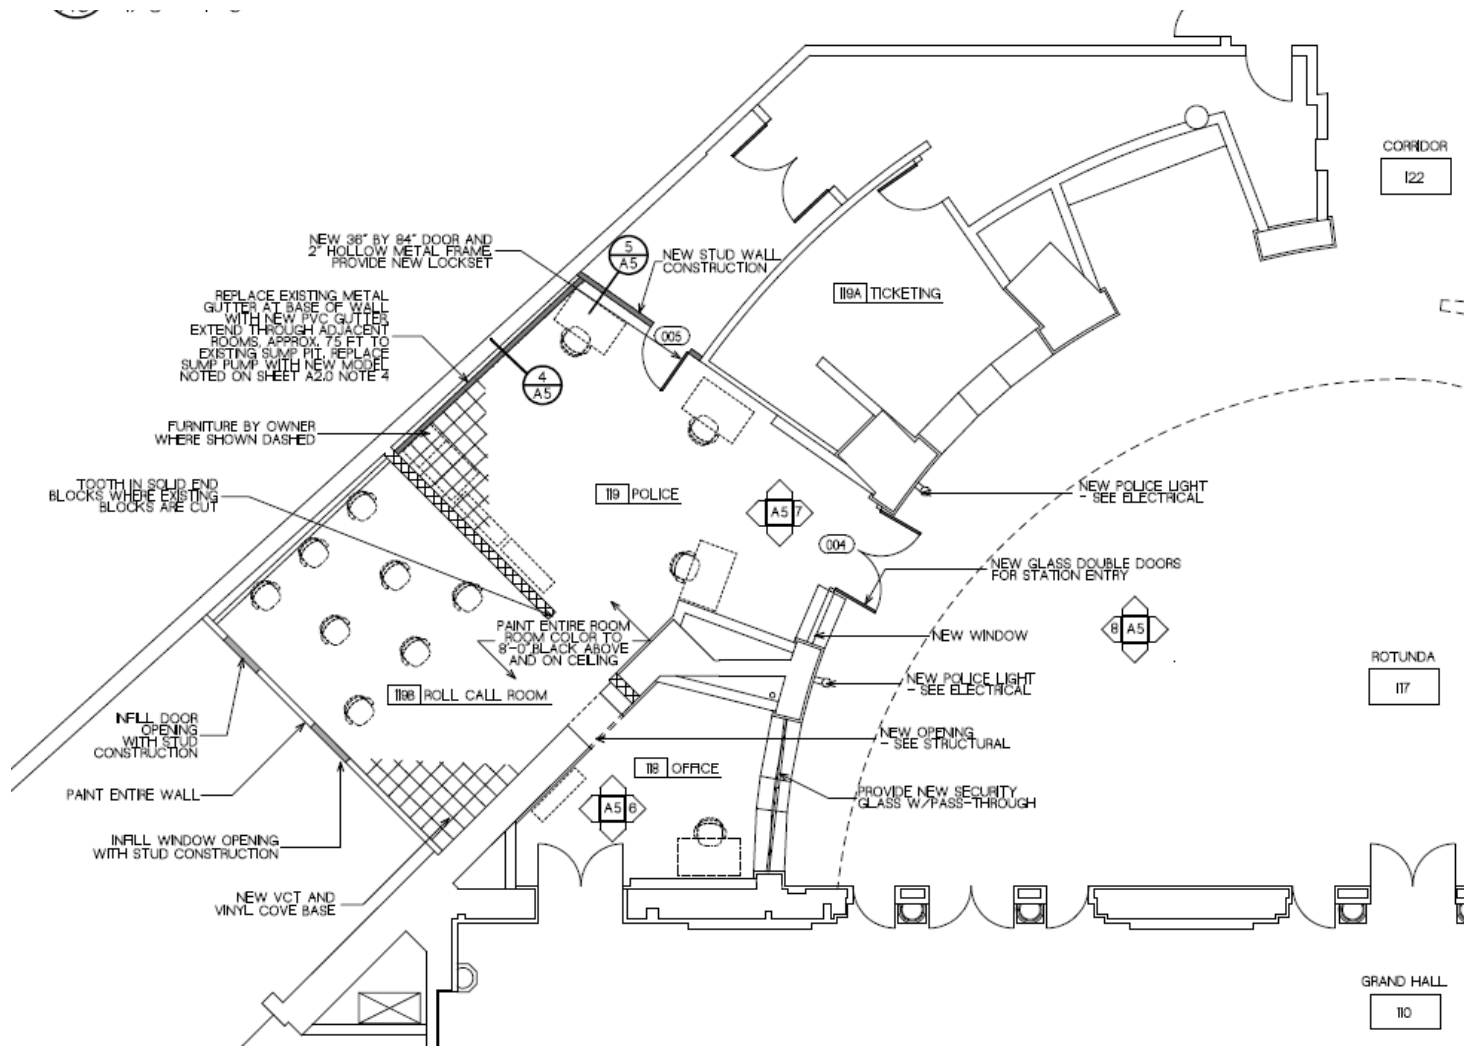 CORRIDOR
122
NEW 36" BY 84" DOOR AND
2" HOLLOW METAL FRAME.
PROVIDE NEW LOCKSET
5
A5
NEW STUD WALL
CONSTRUCTION
REPLACE EXISTING METAL
GUTTER AT BASE OF WALL
WITH NEW PVC GUTTER.
EXTEND THROUGH ADJACENT
ROOMS, APPROX. 75 FT TO
EXISTING SUMP PIT. REPLACE
SUMP PUMP WITH NEW MODEL
NOTED ON SHEET A2.0 NOTE 4
119A TICKETING
005
4
A5
FURNITURE BY OWNER
WHERE SHOWN DASHED
TOOTH IN SOLID END
BLOCKS WHERE EXISTING
BLOCKS ARE CUT
119 POLICE
NEW POLICE LIGHT
- SEE ELECTRICAL
A5 7
004
NEW GLASS DOUBLE DOORS
FOR STATION ENTRY
PAINT ENTIRE ROOM
ROOM COLOR TO
8'-0" BLACK ABOVE
AND ON CEILING
NEW WINDOW
8 A5
ROTUNDA
117
NEW POLICE LIGHT
- SEE ELECTRICAL
119B ROLL CALL ROOM
INFILL DOOR
OPENING
WITH STUD
CONSTRUCTION
NEW OPENING
- SEE STRUCTURAL
118 OFFICE
PAINT ENTIRE WALL
A5 6
PROVIDE NEW SECURITY
GLASS W/PASS-THROUGH
INFILL WINDOW OPENING
WITH STUD CONSTRUCTION
NEW VCT AND
VINYL COVE BASE
GRAND HALL
110